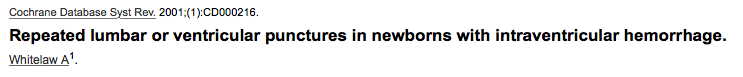 Cochrane Database Syst Rev. 2001;(1):CD000216.
Repeated lumbar or ventricular punctures in newborns with intraventricular hemorrhage.
Whitelaw A1.